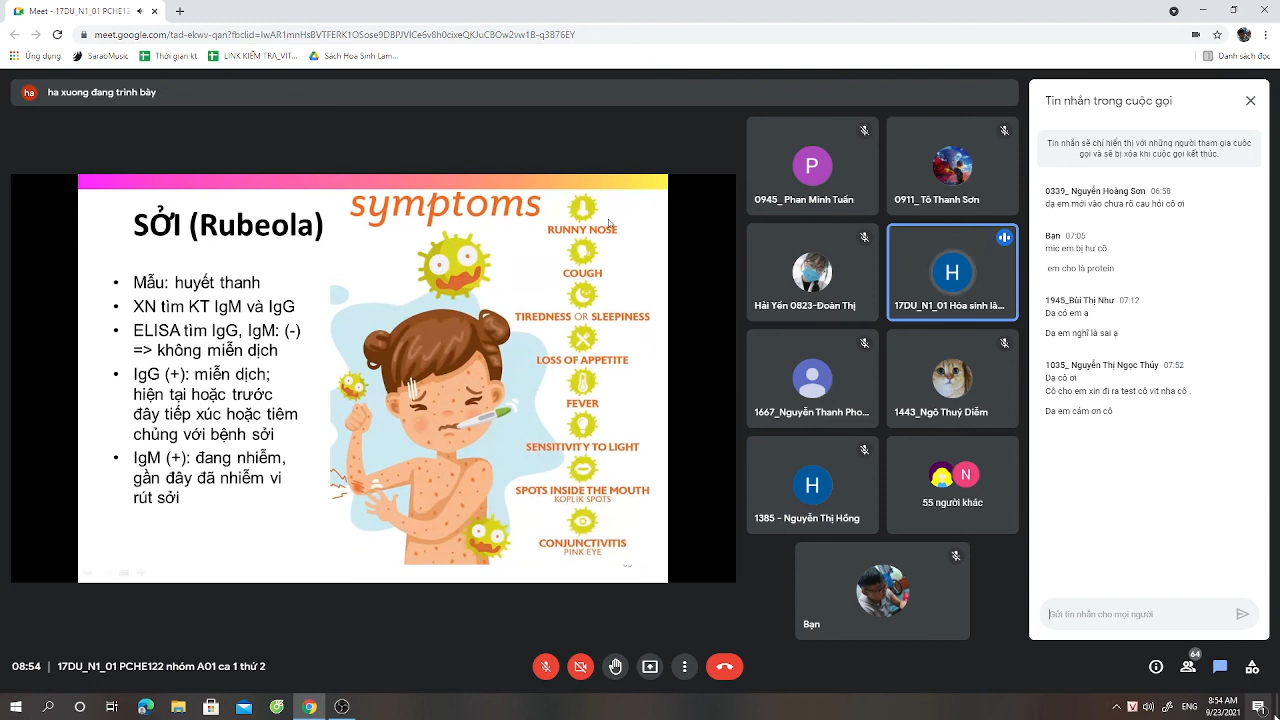 Meet - 17DU_N1_01 PCHE12
meet.google.com/tad-ekwv-qan?fbclid=IwAR1mnHsBVTFERK1OSose9DBPJVlCe6v8h0cixeQKJuCBOw2vw1B-q3B76EY
Ứng dụng
SaraoMusic
Thời gian kt
LINK KIỂM TRA_VIT...
Sách Hoa Sinh Lam...
Danh sách đọc
ha
ha xuong đang trình bày
symptoms
SỞI (Rubeola)
• Mẫu: huyết thanh
• XN tìm KT IgM và IgG
• ELISA tìm IgG, IgM: (-)
=> không miễn dịch
• IgG (+): miễn dịch;
hiện tại hoặc trước
đây tiếp xúc hoặc tiêm
chủng với bệnh sởi
• IgM (+): đang nhiễm,
gần đây đã nhiễm vi
rút sởi
RUNNY NOSE
COUGH
TIREDNESS OR SLEEPINESS
LOSS OF APPETITE
FEVER
SENSITIVITY TO LIGHT
SPOTS INSIDE THE MOUTH
KOPLIK SPOTS
CONJUNCTIVITIS
PINK EYE
P
0945_ Phan Minh Tuấn
0911_Tô Thanh Sơn
Hải Yến 0823-Đoàn Thị
H
17DU_N1_01 Hóa sinh lâ...
1667_Nguyễn Thanh Pho...
1443_Ngô Thuý Diễm
H
1385 - Nguyễn Thị Hồng
N
55 người khác
Bạn
Tin nhắn trong cuộc gọi
Tin nhắn sẽ chỉ hiển thị với những người tham gia cuộc
gọi và sẽ bị xóa khi cuộc gọi kết thúc.
0339_ Nguyễn Hoàng Sơn 06:58
dạ em mới vào chưa rõ cau hỏi cô ơi
Bạn 07:05
mic em bị hư cô
em cho là protein
1945_Bùi Thị Như 07:12
Dạ có em ạ
Dạ em nghĩ là sai ạ
1035_ Nguyễn Thị Ngọc Thúy 07:52
Dạ cô ơi
Cô cho em xin đi ra test cô vit nha cô .
Da em cảm ơn cô
Gửi tin nhắn cho mọi người
08:54 | 17DU_N1_01 PCHE122 nhóm A01 ca 1 thứ 2
64
V
8:54 AM
9/23/2021
1